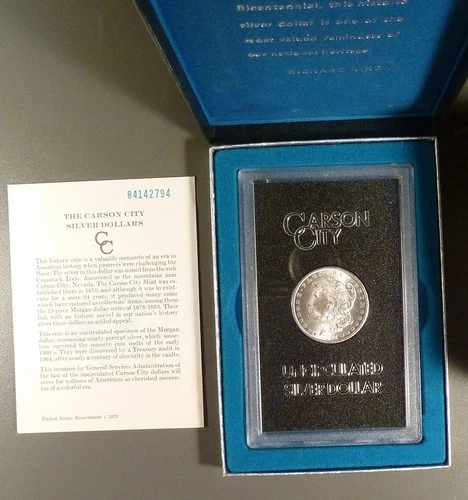 Bicentennial, this historic
silver dollar is one of the
most valued reminders of
our national heritage.
RICHARD NIXON
84142794
THE CARSON CITY
SILVER DOLLARS
CC
This historic coin is a valuable memento of an era in
American history when pioneers were challenging the
West. The silver in this dollar was mined from the rich
Comstock Lode, discovered in the mountains near
Carson City, Nevada. The Carson City Mint was es-
tablished there in 1870, and although it was in exist-
ence for a mere 24 years, it produced many coins
which evolved as collectors' items, among them
the 13 piece Morgan dollar series of 1878-1893. Their
link with an historic period in our nation's history
gives these dollars an added appeal.
This coin is an uncirculated specimen of the Morgan
dollar, containing ninety percent silver, which some-
how survived the massive coin melts of the early
1900's. They were discovered by a Treasury audit in
1964, after nearly a century of obscurity in the vaults.
This issuance by General Services Administration of
the last of the uncirculated Carson City dollars will
serve for millions of Americans as cherished memen-
tos of a colorful era.
United States Government / 1972
CARSON
CITY
UNCIRCULATED
SILVER DOLLAR